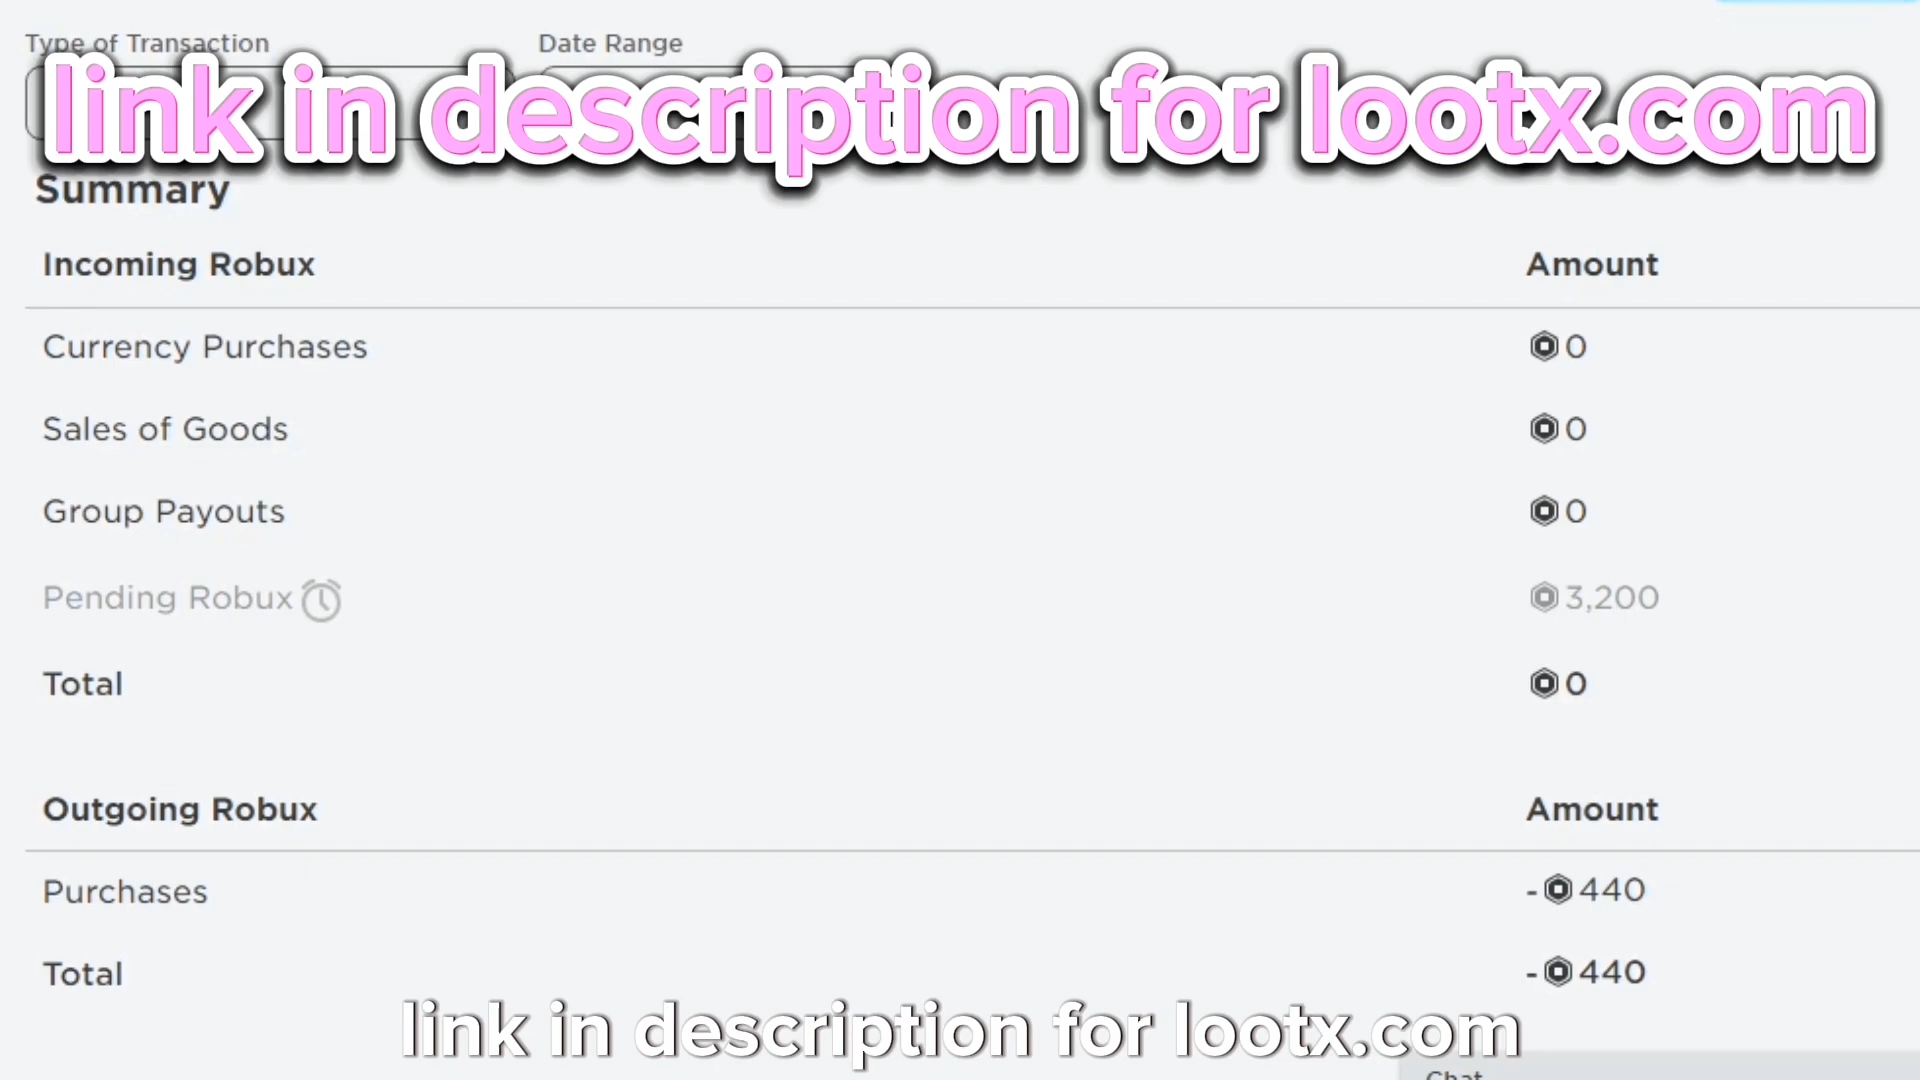 Type of Transaction Date Range
link in description for lootx.com
Summary
Incoming Robux Amount
Currency Purchases 0
Sales of Goods 0
Group Payouts 0
Pending Robux 3,200
Total 0
Outgoing Robux Amount
Purchases -440
Total -440
link in description for lootx.com
Chat